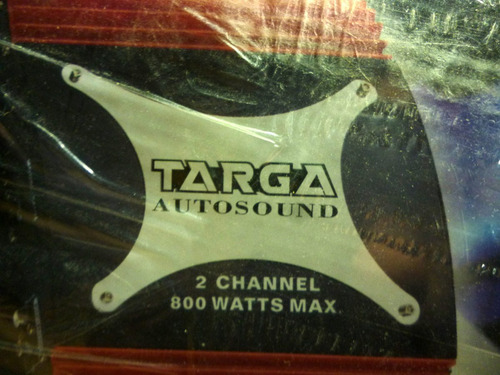 TARGA
AUTOSOUND
2 CHANNEL
800 WATTS MAX